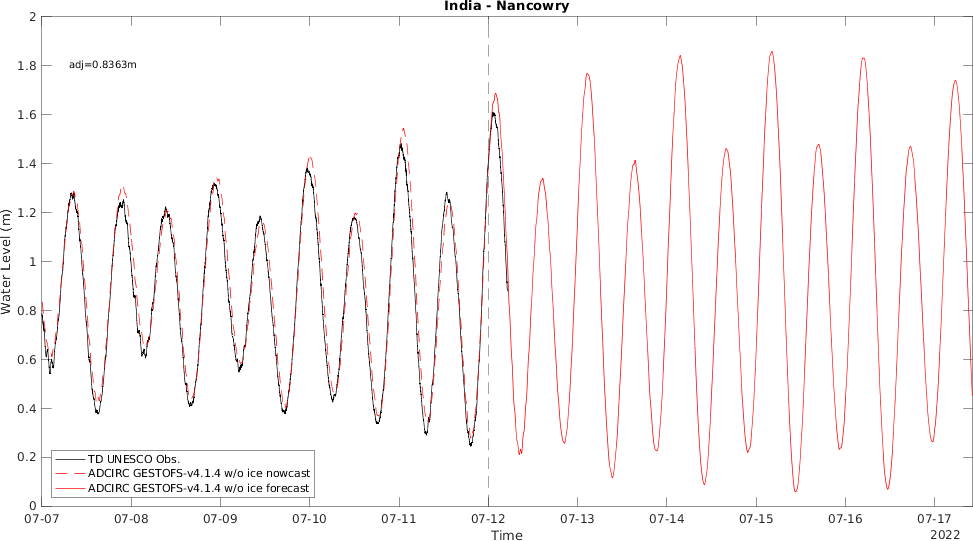 India - Nancowry
adj=0.8363m
2
1.8
1.6
1.4
1.2
1
0.8
0.6
0.4
0.2
0
Water Level (m)
TD UNESCO Obs.
ADCIRC GESTOFS-v4.1.4 w/o ice nowcast
ADCIRC GESTOFS-v4.1.4 w/o ice forecast
07-07 07-08 07-09 07-10 07-11 07-12 07-13 07-14 07-15 07-16 07-17
Time
2022